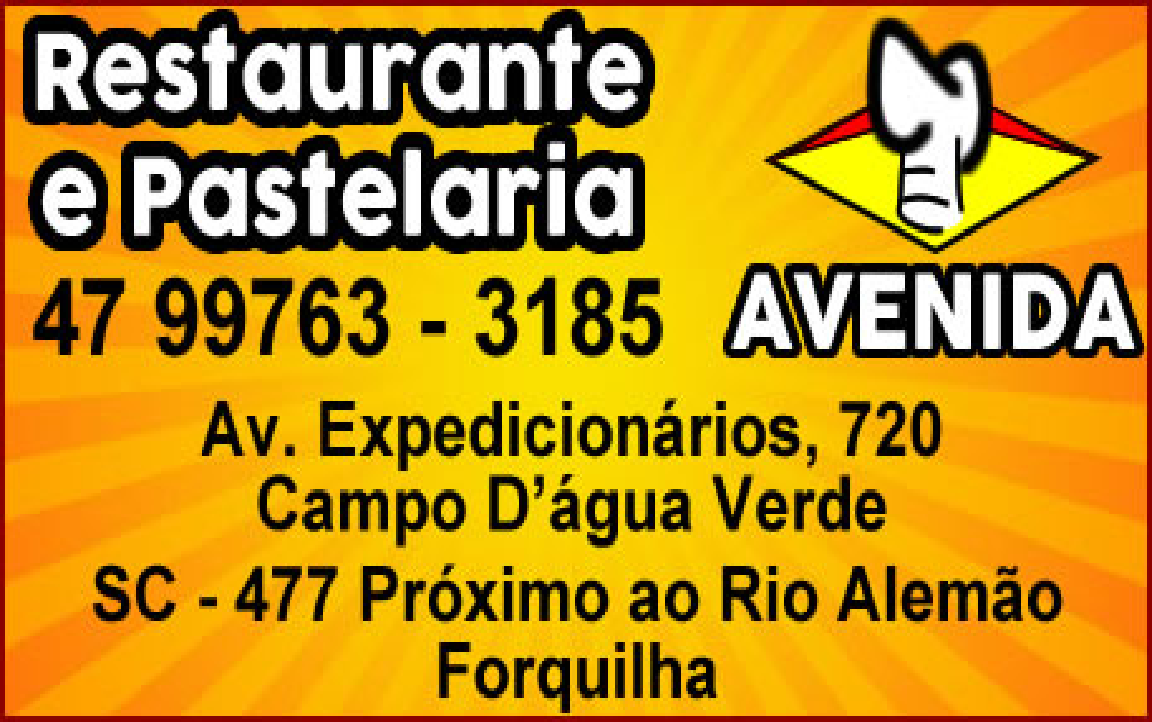 Restaurante
e Pastelaria
47 99763 - 3185
AVENIDA
Av. Expedicionários, 720
Campo D’água Verde
SC - 477 Próximo ao Rio Alemão
Forquilha